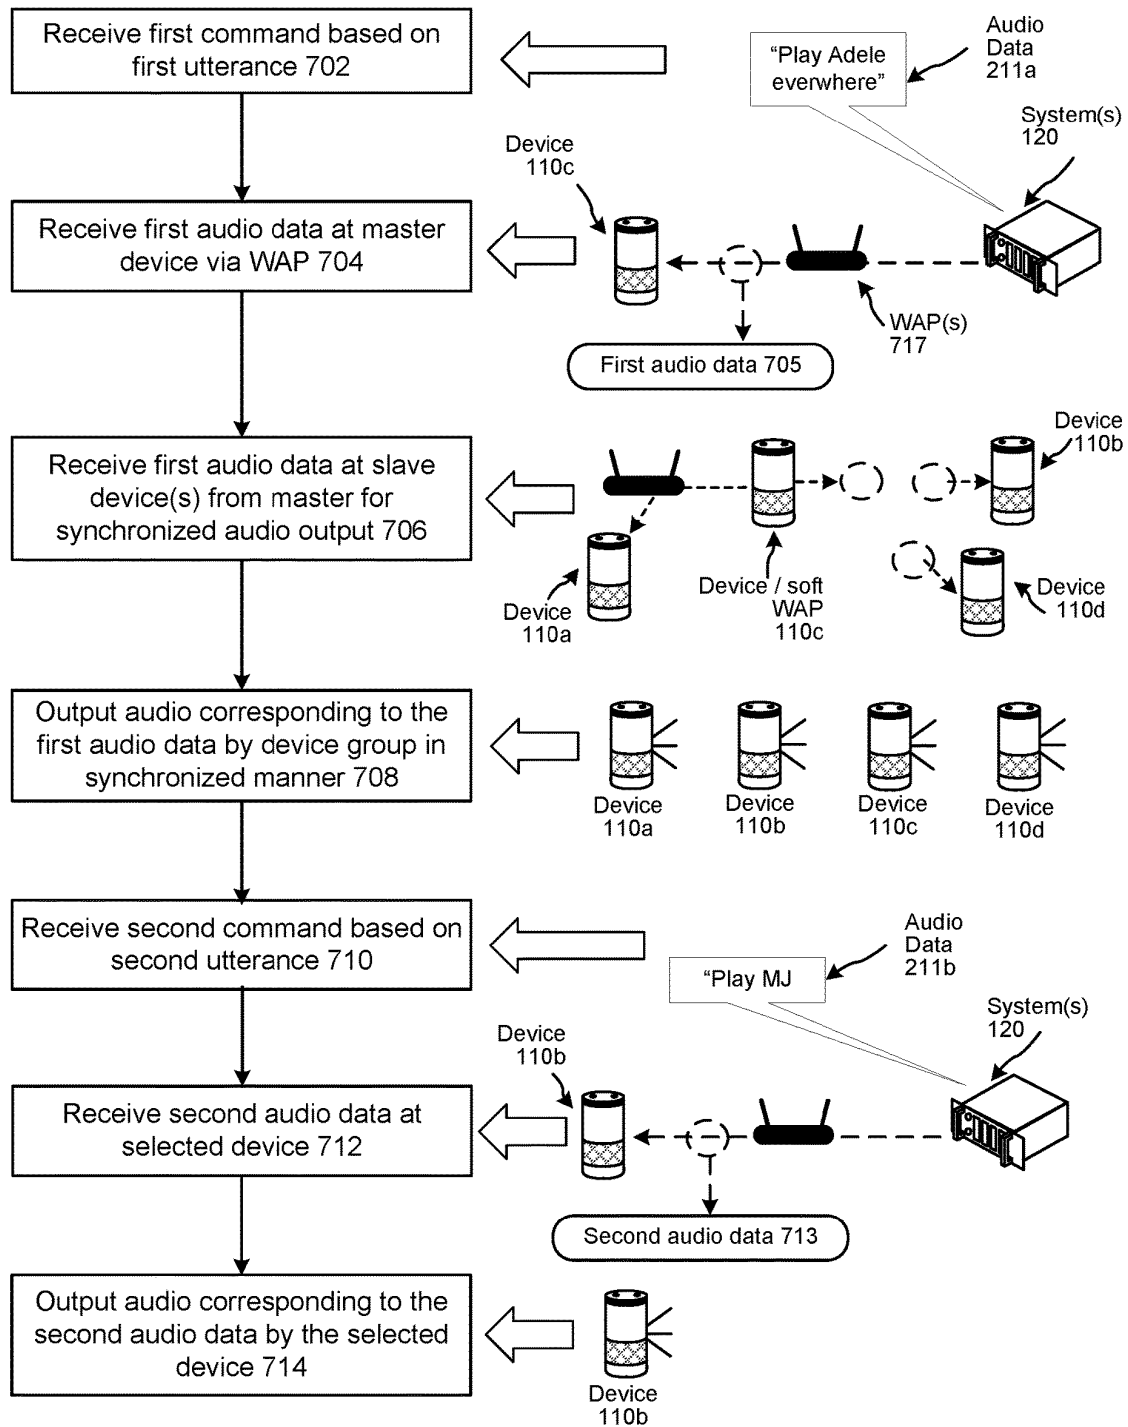 Receive first command based on
first utterance 702
"Play Adele
everwhere"
Audio
Data
211a
System(s)
120
Device
110c
Receive first audio data at master
device via WAP 704
WAP(s)
717
First audio data 705
Receive first audio data at slave
device(s) from master for
synchronized audio output 706
Device
110b
Device
110a
Device / soft
WAP
110c
Device
110d
Output audio corresponding to the
first audio data by device group in
synchronized manner 708
Device
110a
Device
110b
Device
110c
Device
110d
Receive second command based on
second utterance 710
"Play MJ
Audio
Data
211b
System(s)
120
Device
110b
Receive second audio data at
selected device 712
Second audio data 713
Output audio corresponding to the
second audio data by the selected
device 714
Device
110b